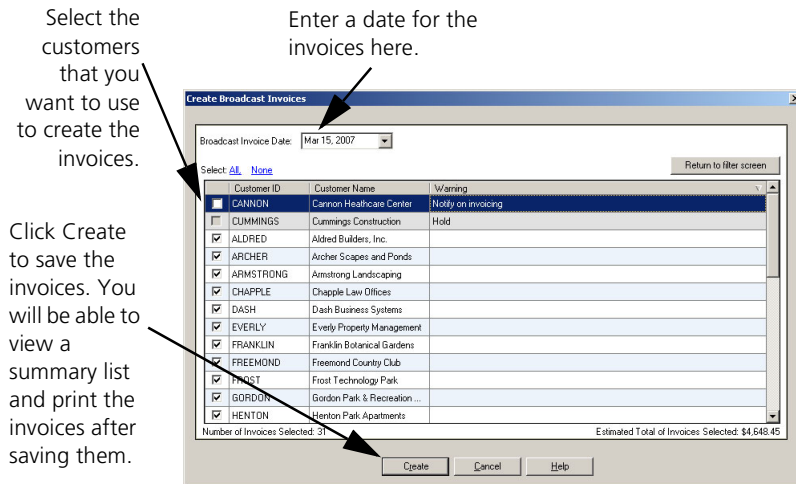 Select the
customers
that you
want to use
to create the
invoices.
Enter a date for the
invoices here.
Create Broadcast Invoices
Broadcast Invoice Date: Mar 15, 2007
Select: All, None
Return to filter screen
Customer ID Customer Name Warning
CANNON Cannon Heathcare Center Notify on invoicing
CUMMINGS Cummings Construction Hold
ALDRED Aldred Builders, Inc.
ARCHER Archer Scapes and Ponds
ARMSTRONG Armstrong Landscaping
CHAPPLE Chapple Law Offices
DASH Dash Business Systems
EVERLY Everly Property Management
FRANKLIN Franklin Botanical Gardens
FREEMOND Freemond Country Club
FROST Frost Technology Park
GORDON Gordon Park & Recreation ...
HENTON Henton Park Apartments
Number of Invoices Selected: 31 Estimated Total of Invoices Selected: $4,648.45
Create Cancel Help
Click Create
to save the
invoices. You
will be able to
view a
summary list
and print the
invoices after
saving them.